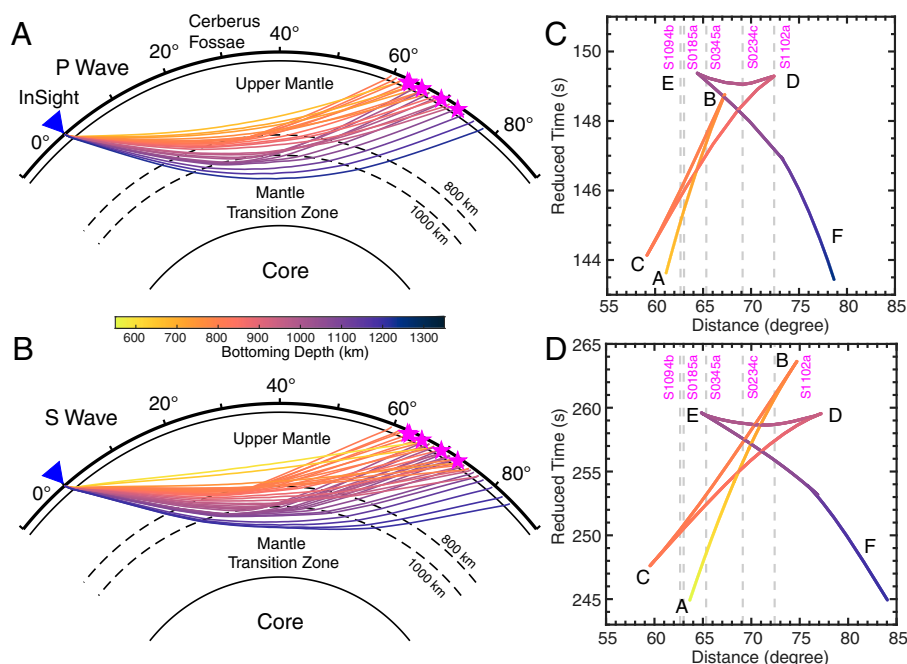 A
P Wave
InSight
0°
20°
Cerberus
Fossae
40°
60°
80°
Upper Mantle
Mantle
Transition Zone
800 km
1000 km
Core
600 700 800 900 1000 1100 1200 1300
Bottoming Depth (km)
B
S Wave
0°
20°
40°
60°
80°
Upper Mantle
Mantle
Transition Zone
800 km
1000 km
Core
C
Reduced Time (s)
150
148
146
144
S1094b
S0185a
S0345a
S0234c
S1102a
E
B
D
C
A
F
55 60 65 70 75 80 85
Distance (degree)
D
Reduced Time (s)
265
260
255
250
245
S1094b
S0185a
S0345a
S0234c
S1102a
B
E
D
C
A
F
55 60 65 70 75 80 85
Distance (degree)